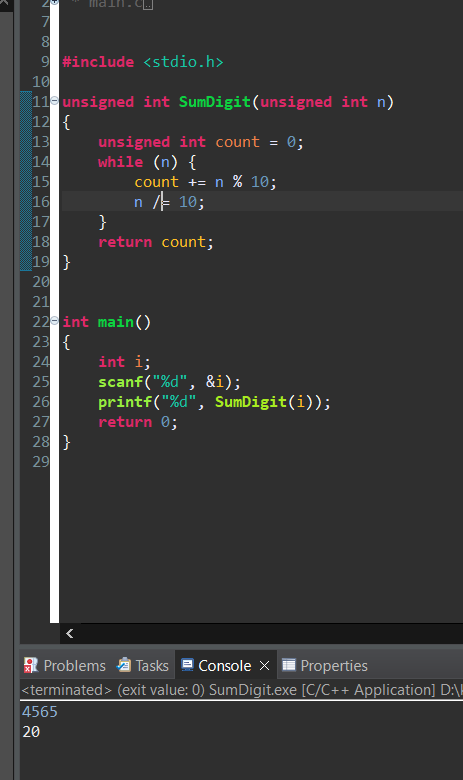 2 * main.c
7
8
9 #include <stdio.h>
10
11 unsigned int SumDigit(unsigned int n)
12 {
13 unsigned int count = 0;
14 while (n) {
15 count += n % 10;
16 n /= 10;
17 }
18 return count;
19 }
20
21
22 int main()
23 {
24 int i;
25 scanf("%d", &i);
26 printf("%d", SumDigit(i));
27 return 0;
28 }
29
Problems Tasks Console Properties
<terminated> (exit value: 0) SumDigit.exe [C/C++ Application] D:\
4565
20